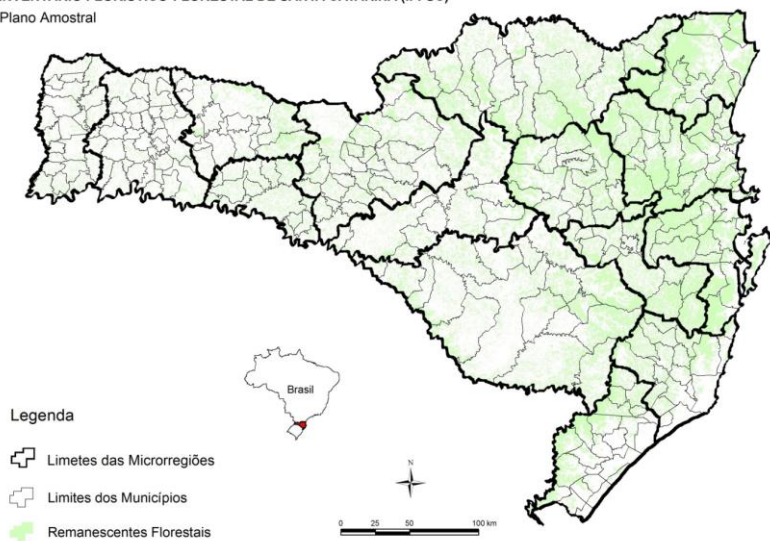 Plano Amostral
Brasil
Legenda
Limetes das Microrregiões
Limites dos Municípios
Remanescentes Florestais
N
0 25 50 100 km